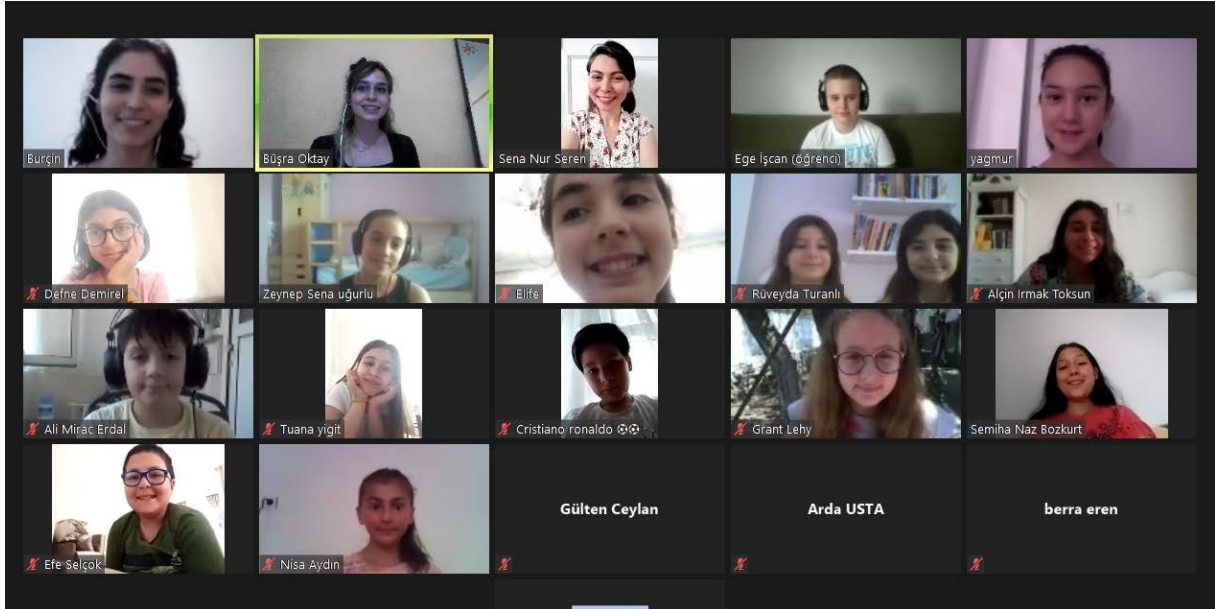 Burçin
Büşra Oktay
Sena Nur Seren
Ege İşcan (öğrenci)
yagmur
Defne Demirel
Zeynep Sena uğurlu
Elife
Rüveyda Turanlı
Alçin Irmak Toksun
Ali Mirac Erdal
Tuana yigit
Cristiano ronaldo ⚽⚽
Grant Lehy
Semiha Naz Bozkurt
Efe Selçok
Nisa Aydın
Gülten Ceylan
Arda USTA
berra eren